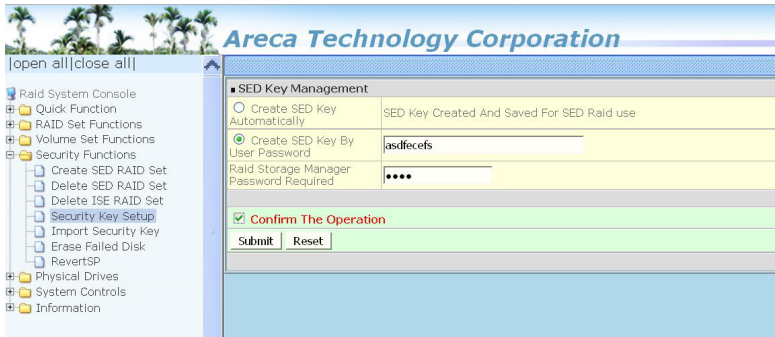 Areca Technology Corporation
|open all|close all|
Raid System Console
Quick Function
RAID Set Functions
Volume Set Functions
Security Functions
Create SED RAID Set
Delete SED RAID Set
Delete ISE RAID Set
Security Key Setup
Import Security Key
Erase Failed Disk
RevertSP
Physical Drives
System Controls
Information
SED Key Management
Create SED Key
Automatically
SED Key Created And Saved For SED Raid use
Create SED Key By
User Password
asdfecefs
Raid Storage Manager
Password Required
••••
Confirm The Operation
Submit Reset